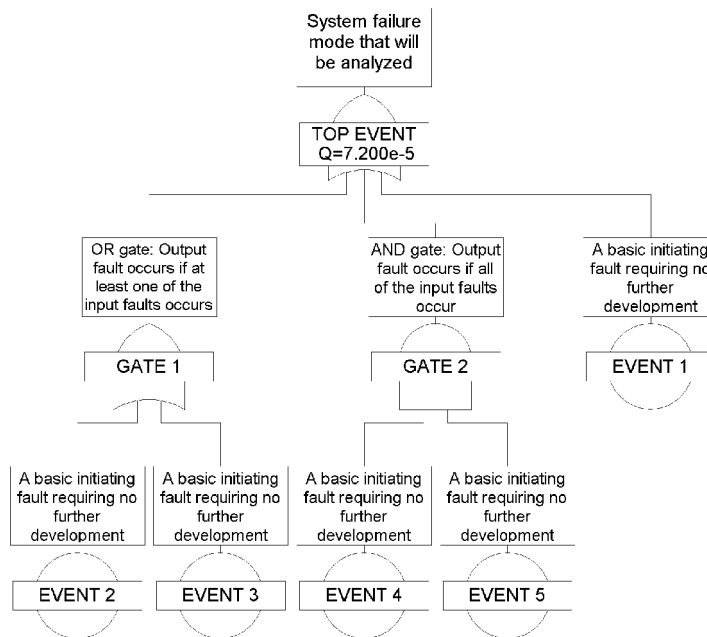 System failure
mode that will
be analyzed
TOP EVENT
Q=7.200e-5
OR gate: Output
fault occurs if at
least one of the
input faults occurs
AND gate: Output
fault occurs if all
of the input faults
occur
A basic initiating
fault requiring no
further
development
GATE 1
GATE 2
EVENT 1
A basic initiating
fault requiring no
further
development
A basic initiating
fault requiring no
further
development
A basic initiating
fault requiring no
further
development
A basic initiating
fault requiring no
further
development
EVENT 2
EVENT 3
EVENT 4
EVENT 5